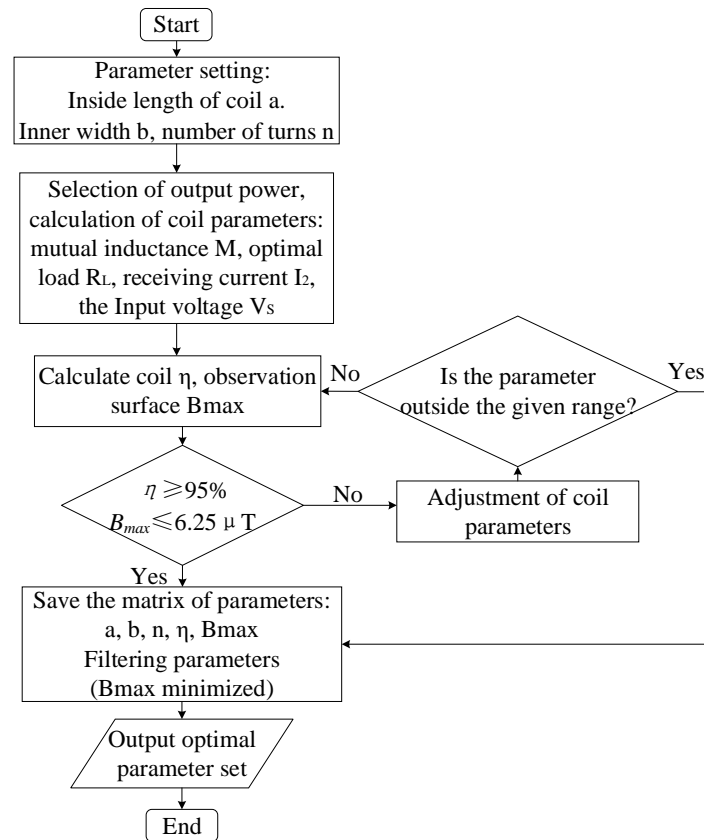 Start
Parameter setting:
Inside length of coil a.
Inner width b, number of turns n
Selection of output power,
calculation of coil parameters:
mutual inductance M, optimal
load RL, receiving current I2,
the Input voltage VS
Calculate coil η, observation
surface Bmax
No
Is the parameter
outside the given range?
Yes
η ≥95%
Bmax≤6.25 μT
No
Adjustment of coil
parameters
Yes
Save the matrix of parameters:
a, b, n, η, Bmax
Filtering parameters
(Bmax minimized)
Output optimal
parameter set
End